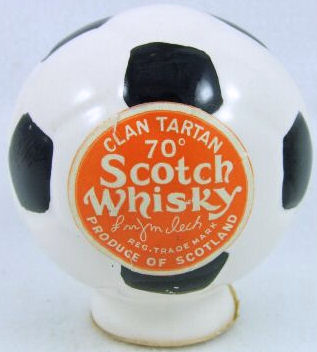 CLAN TARTAN
70°
Scotch
Whisky
REG. TRADE MARK
PRODUCE OF SCOTLAND